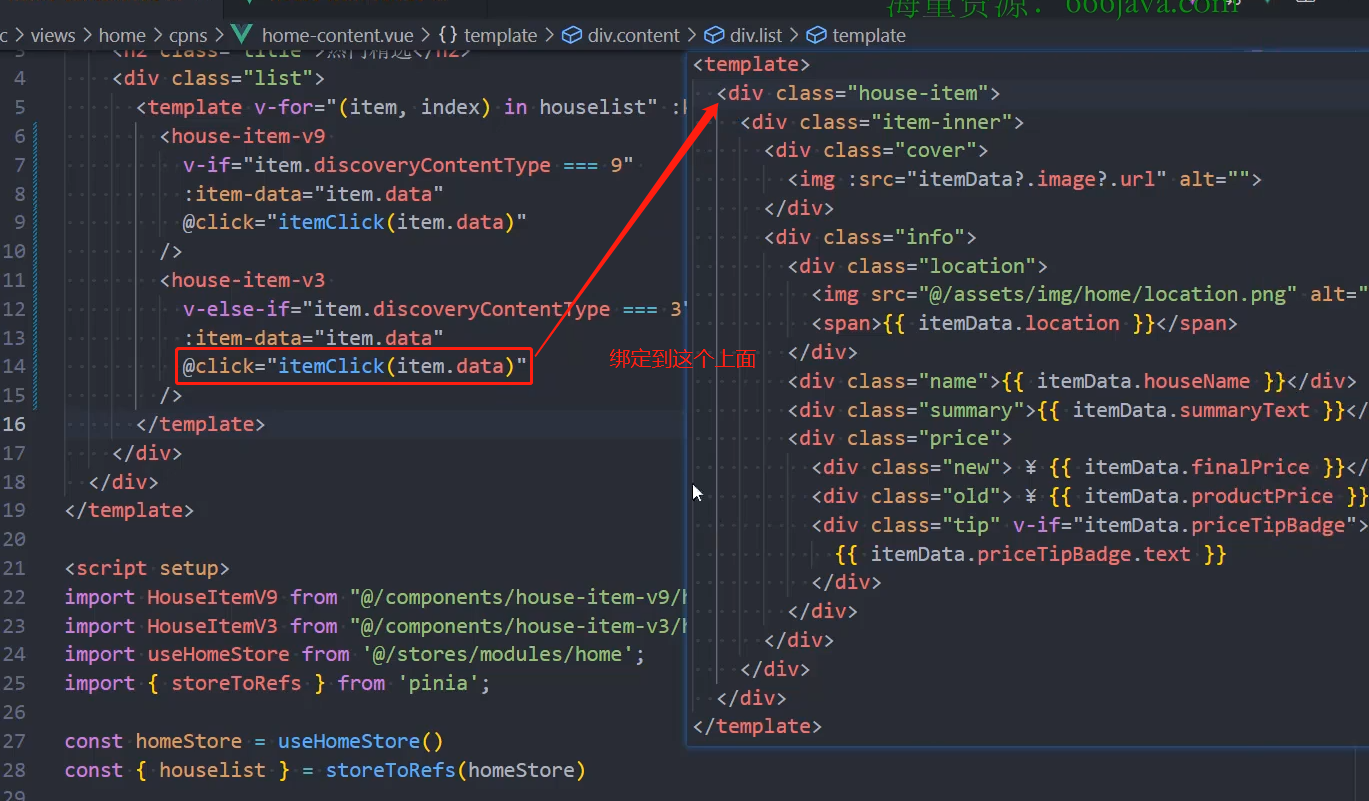 海量资源：666java.com
c > views > home > cpns > home-content.vue > {} template > div.content > div.list > template
3 <h2 class="title">热门精选</h2>
4 <div class="list">
5 <template v-for="(item, index) in houselist" :
6 <house-item-v9
7 v-if="item.discoveryContentType === 9"
8 :item-data="item.data"
9 @click="itemClick(item.data)"
10 />
11 <house-item-v3
12 v-else-if="item.discoveryContentType === 3"
13 :item-data="item.data"
14 @click="itemClick(item.data)"
15 />
16 </template>
17 </div>
18 </div>
19 </template>
20
21 <script setup>
22 import HouseItemV9 from "@/components/house-item-v9/
23 import HouseItemV3 from "@/components/house-item-v3/
24 import useHomeStore from '@/stores/modules/home';
25 import { storeToRefs } from 'pinia';
26
27 const homeStore = useHomeStore()
28 const { houselist } = storeToRefs(homeStore)
29
绑定到这个上面
<template>
<div class="house-item">
<div class="item-inner">
<div class="cover">
<img :src="itemData?.image?.url" alt="">
</div>
<div class="info">
<div class="location">
<img src="@/assets/img/home/location.png" alt="
<span>{{ itemData.location }}</span>
</div>
<div class="name">{{ itemData.houseName }}</div>
<div class="summary">{{ itemData.summaryText }}</
<div class="price">
<div class="new">¥ {{ itemData.finalPrice }}</
<div class="old">¥ {{ itemData.productPrice }}
<div class="tip" v-if="itemData.priceTipBadge">
{{ itemData.priceTipBadge.text }}
</div>
</div>
</div>
</div>
</div>
</template>